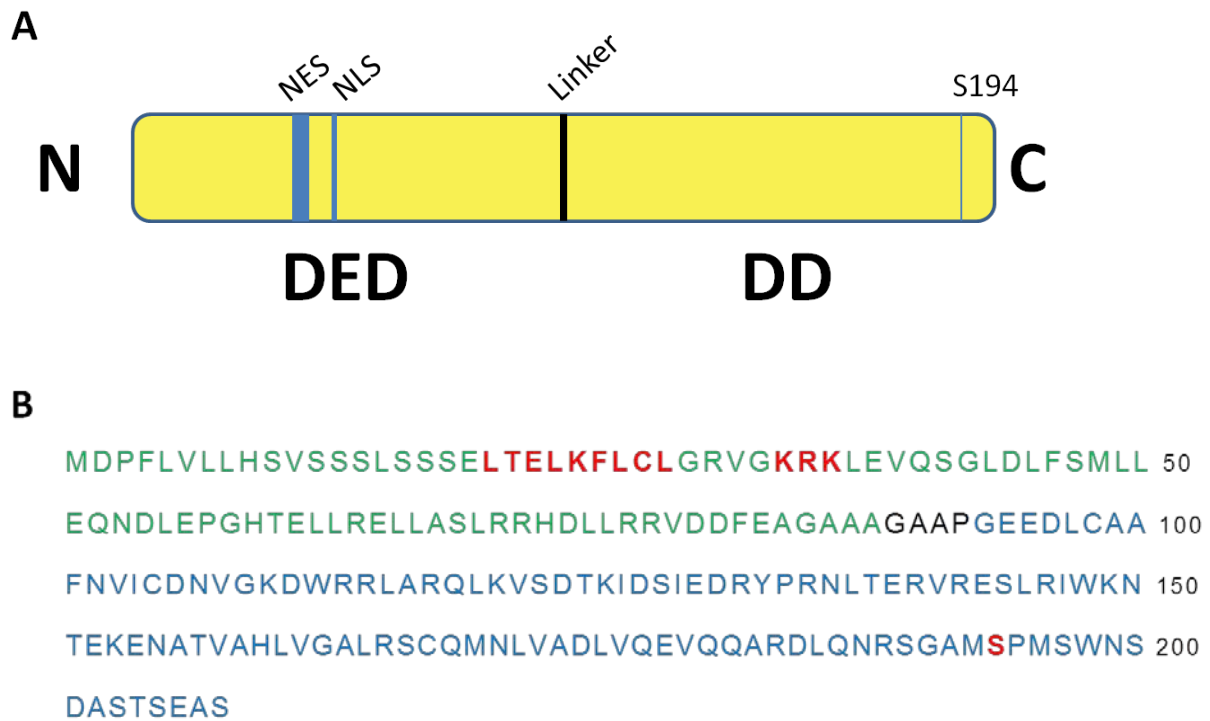 A
NES NLS Linker S194
N C
DED DD
B
MDPFLVLLHSVSSSLSSSELTELKFLCLGRVGKRKLEVQSGLDLFSMLL 50
EQNDLEPGHTELLRELLASLRRHDLLRRVDDFEAGAAAGAAPGEEDLCAA 100
FNVICDNVGKDWRRLARQLKVSDTKIDSIEDRYPRNLTERVRESLRIWKN 150
TEKENATVAHLVGALRSCQMNLVADLVQEVQQARDLQNRSGAMSPMSWNS 200
DASTSEAS